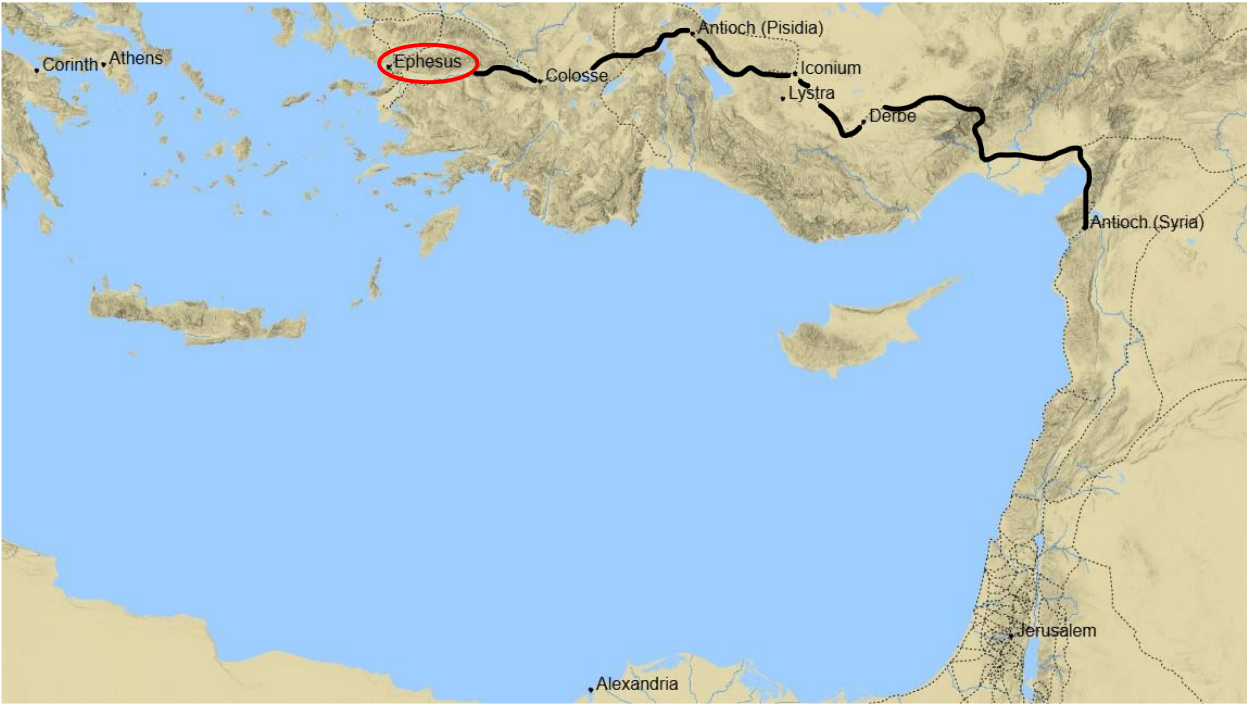 Antioch (Pisidia)
Corinth
Athens
Ephesus
Colosse
Iconium
Lystra
Derbe
Antioch (Syria)
Jerusalem
Alexandria